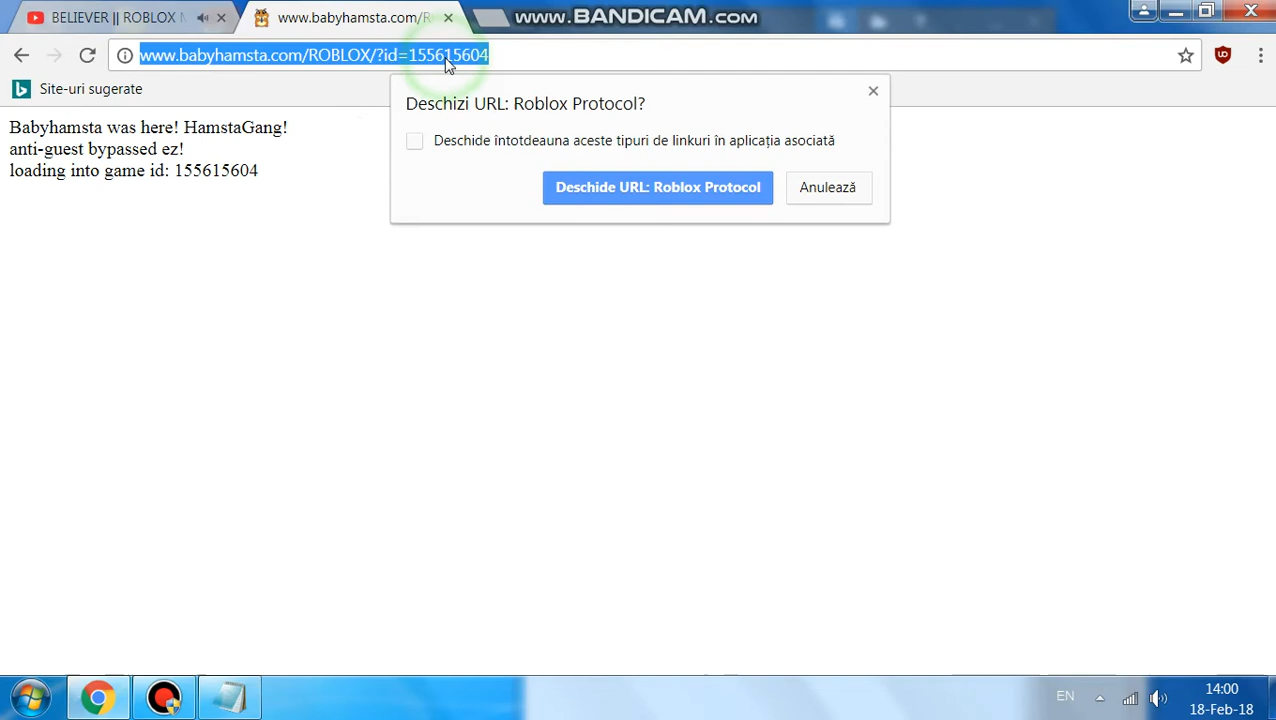 BELIEVER || ROBLOX M
www.babyhamsta.com/R
www.BANDICAM.com
www.babyhamsta.com/ROBLOX/?id=155615604
Site-uri sugerate
Deschizi URL: Roblox Protocol?
Deschide întotdeauna aceste tipuri de linkuri în aplicația asociată
Deschide URL: Roblox Protocol
Anulează
Babyhamsta was here! HamstaGang!
anti-guest bypassed ez!
loading into game id: 155615604
EN
14:00
18-Feb-18